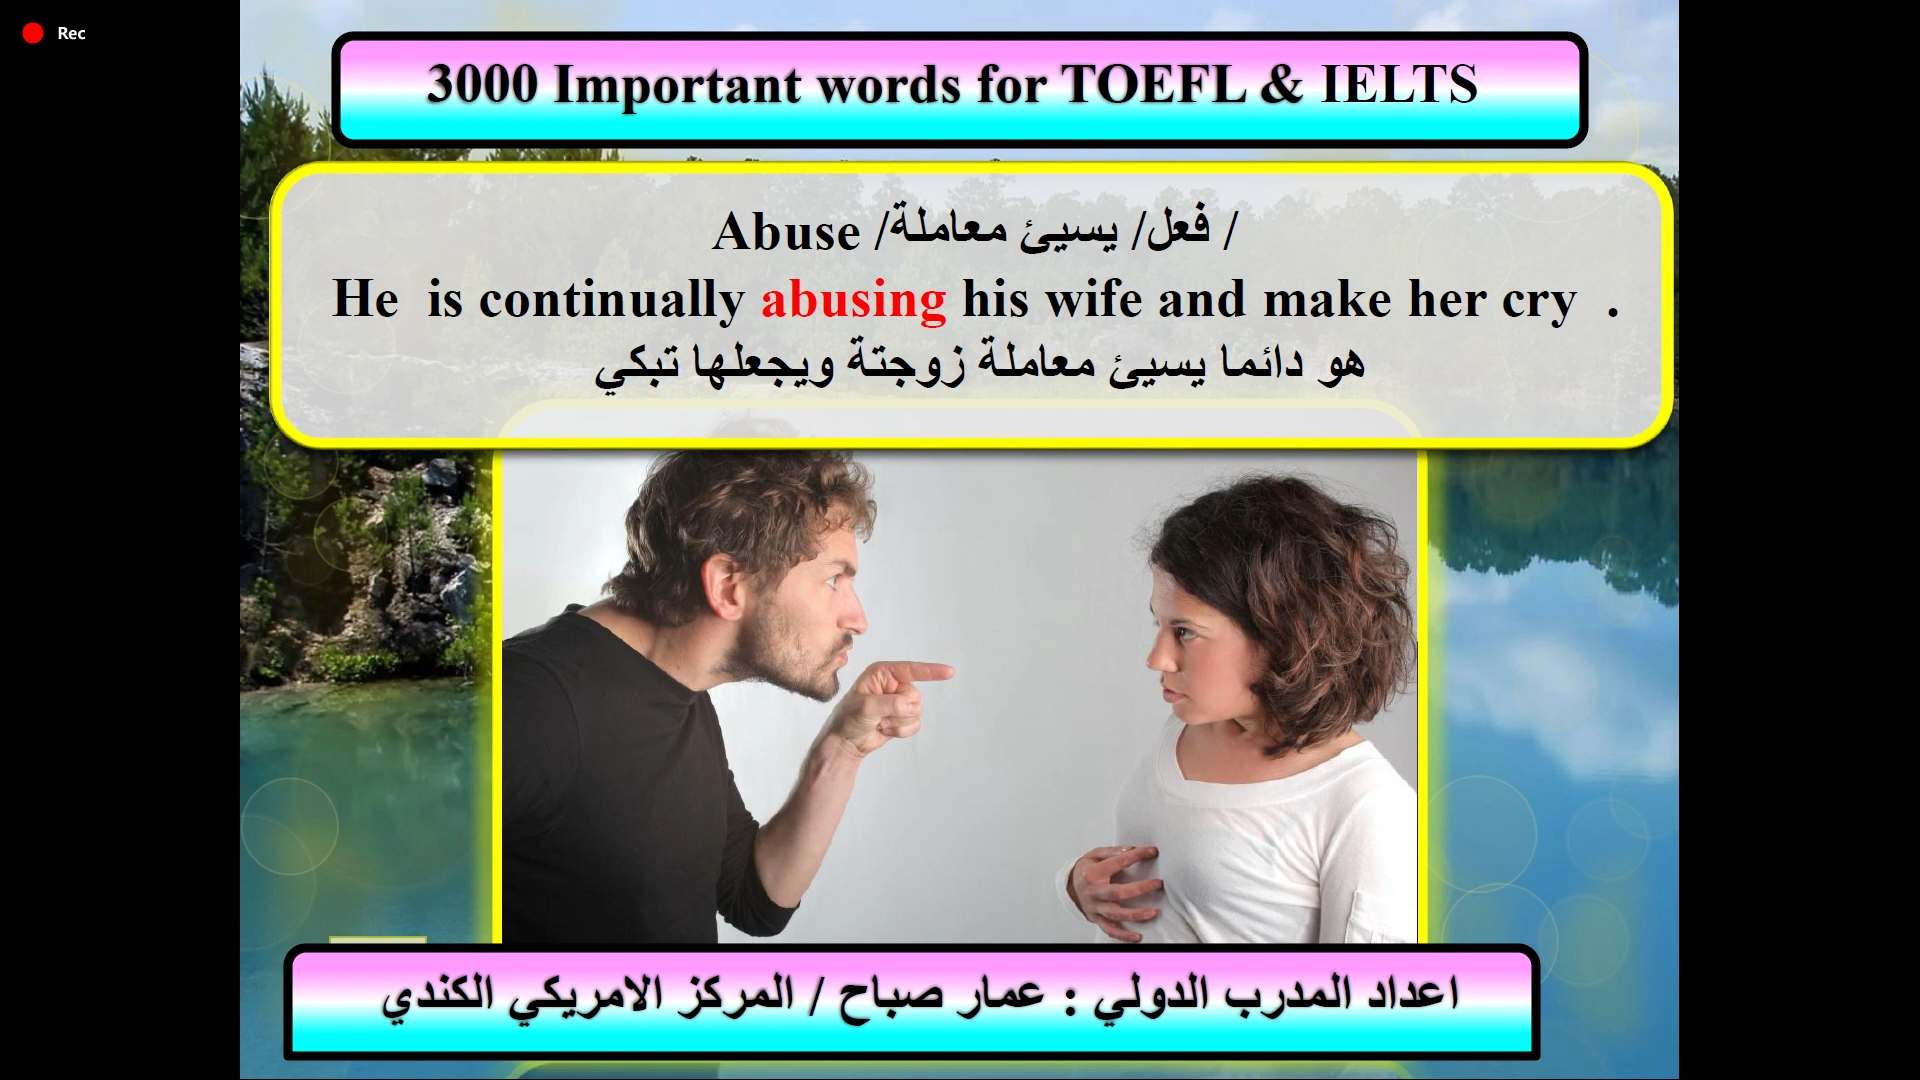 Rec
3000 Important words for TOEFL & IELTS
Abuse /فعل/ يسيئ معاملة /
He is continually abusing his wife and make her cry .
هو دائما يسيئ معاملة زوجتة ويجعلها تبكي
اعداد المدرب الدولي : عمار صباح / المركز الامريكي الكندي